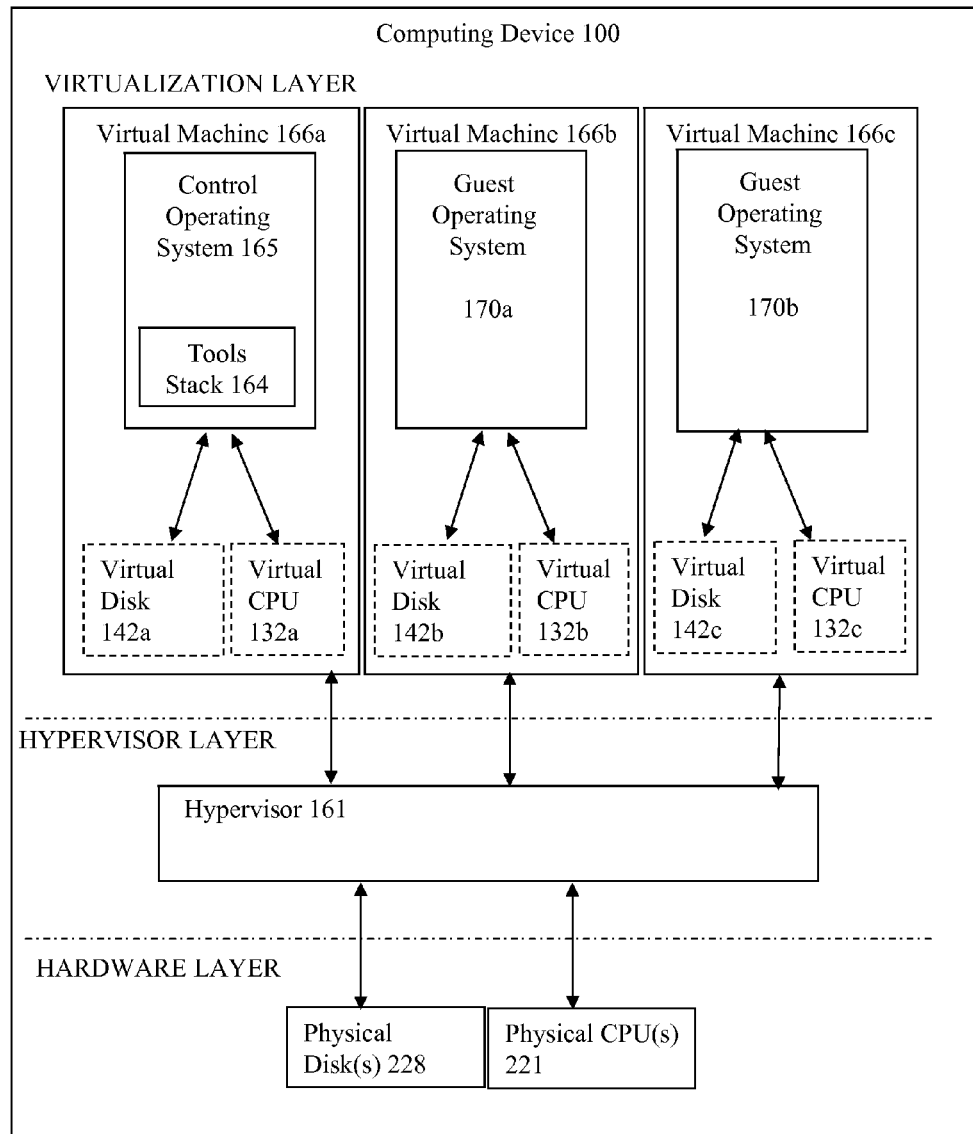 Computing Device 100
VIRTUALIZATION LAYER
Virtual Machine 166a
Control
Operating
System 165
Tools
Stack 164
Virtual
Disk
142a
Virtual
CPU
132a
Virtual Machine 166b
Guest
Operating
System
170a
Virtual
Disk
142b
Virtual
CPU
132b
Virtual Machine 166c
Guest
Operating
System
170b
Virtual
Disk
142c
Virtual
CPU
132c
HYPERVISOR LAYER
Hypervisor 161
HARDWARE LAYER
Physical
Disk(s) 228
Physical CPU(s)
221